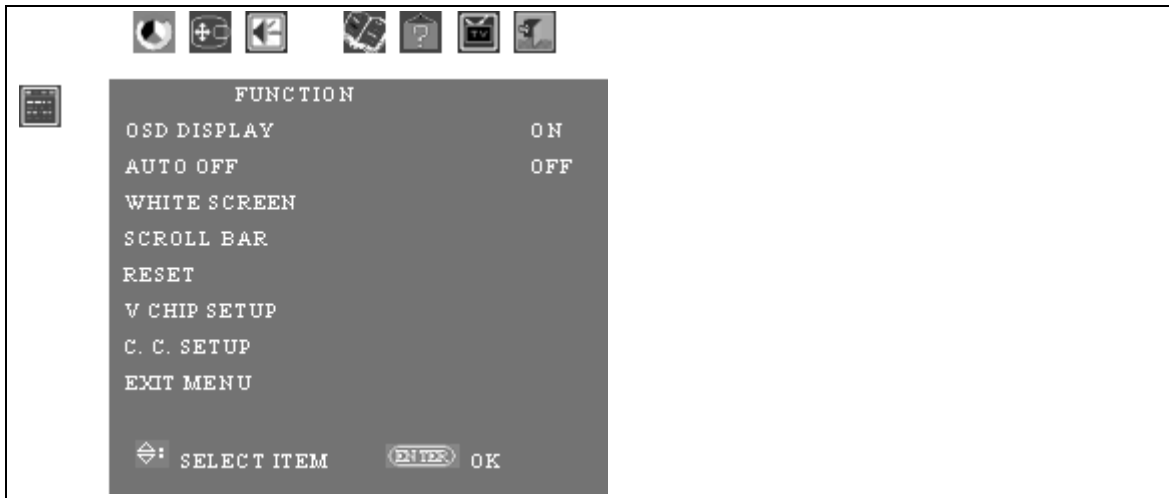 TV
FUNCTION
OSD DISPLAY ON
AUTO OFF OFF
WHITE SCREEN
SCROLL BAR
RESET
V CHIP SETUP
C. C. SETUP
EXIT MENU
: SELECT ITEM ENTER OK